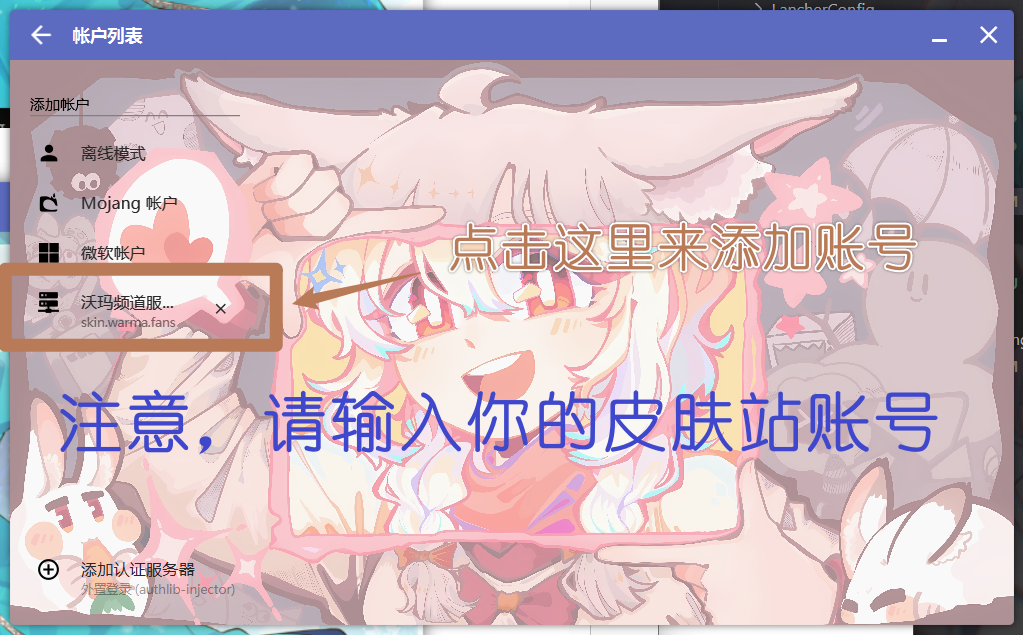 LancherConfig
帐户列表
添加帐户
离线模式
Mojang 帐户
微软帐户
点击这里来添加账号
沃玛频道服...
skin.warma.fans
注意，请输入你的皮肤站账号
添加认证服务器
外置登录 (authlib-injector)